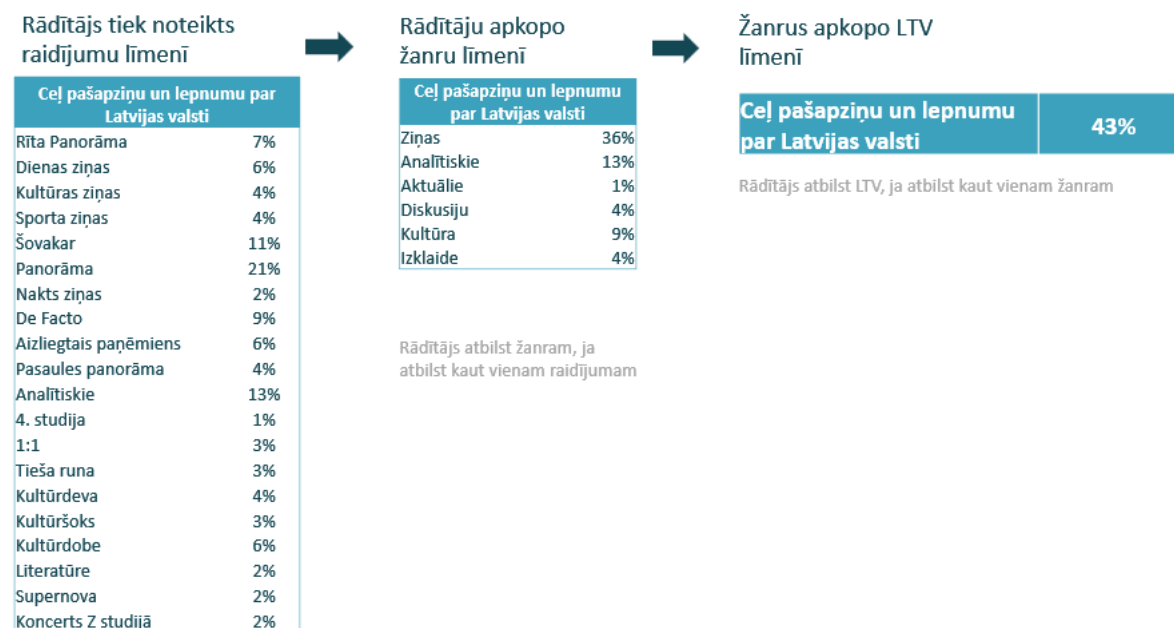 Rādītājs tiek noteikts
raidījumu līmenī
Ceļ pašapziņu un lepnumu par
Latvijas valsti
Rīta Panorāma 7%
Dienas ziņas 6%
Kultūras ziņas 4%
Sporta ziņas 4%
Šovakar 11%
Panorāma 21%
Nakts ziņas 2%
De Facto 9%
Aizliegtais paņēmiens 6%
Pasaules panorāma 4%
Analītiskie 13%
4. studija 1%
1:1 3%
Tieša runa 3%
Kultūrdeva 4%
Kultūršoks 3%
Kultūrdobe 6%
Literatūre 2%
Supernova 2%
Koncerts Z studijā 2%
Rādītāju apkopo
žanru līmenī
Ceļ pašapziņu un lepnumu
par Latvijas valsti
Ziņas 36%
Analītiskie 13%
Aktuālie 1%
Diskusiju 4%
Kultūra 9%
Izklaide 4%
Rādītājs atbilst žanram, ja
atbilst kaut vienam raidījumam
Žanrus apkopo LTV
līmenī
Ceļ pašapziņu un lepnumu
par Latvijas valsti
43%
Rādītājs atbilst LTV, ja atbilst kaut vienam žanram